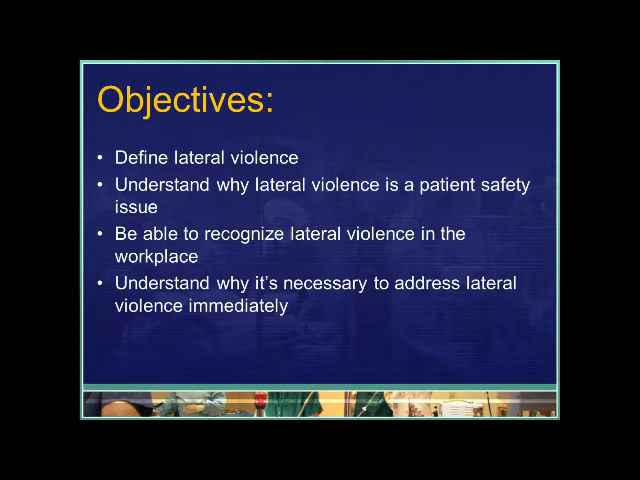 Objectives:
• Define lateral violence
• Understand why lateral violence is a patient safety
issue
• Be able to recognize lateral violence in the
workplace
• Understand why it's necessary to address lateral
violence immediately